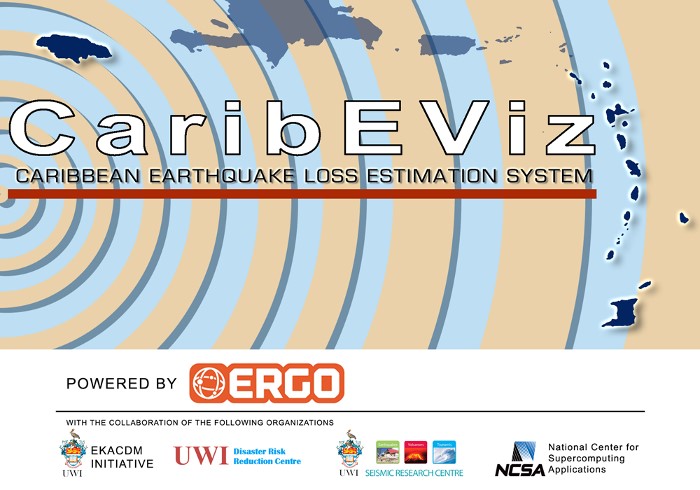 CaribEViz
CARIBBEAN EARTHQUAKE LOSS ESTIMATION SYSTEM
POWERED BY ERGO
WITH THE COLLABORATION OF THE FOLLOWING ORGANIZATIONS
UWI
EKACDM
INITIATIVE
UWI
Disaster Risk
Reduction Centre
UWI
SEISMIC RESEARCH CENTRE
NCSA
National Center for
Supercomputing
Applications